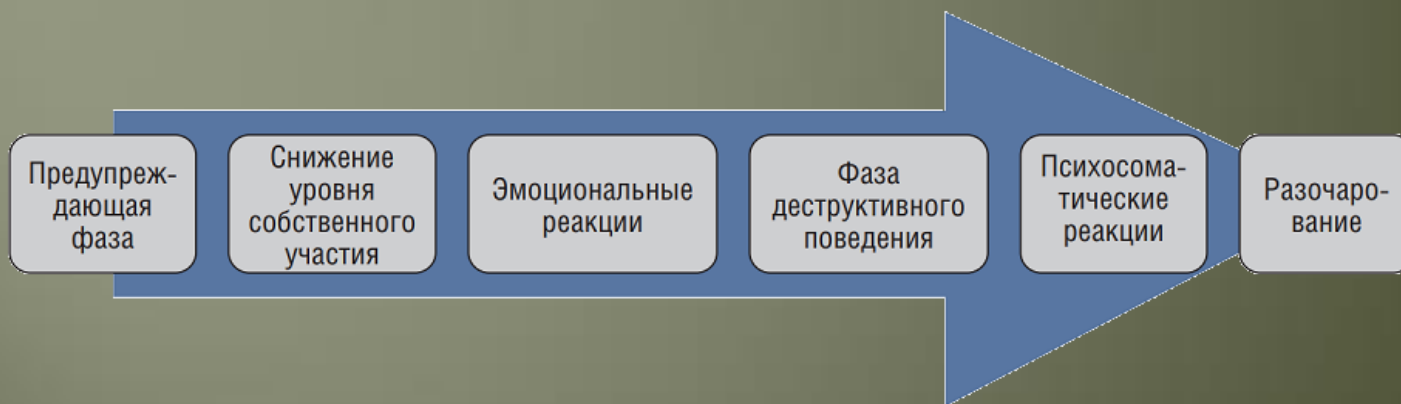 Предупреж-
дающая
фаза
Снижение
уровня
собственного
участия
Эмоциональные
реакции
Фаза
деструктивного
поведения
Психосома-
тические
реакции
Разочаро-
вание